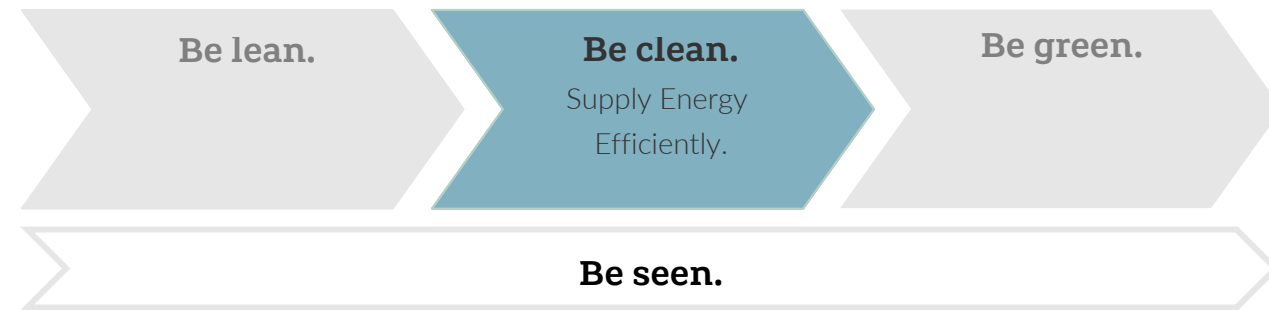 Be lean.
Be clean.
Supply Energy
Efficiently.
Be green.
Be seen.